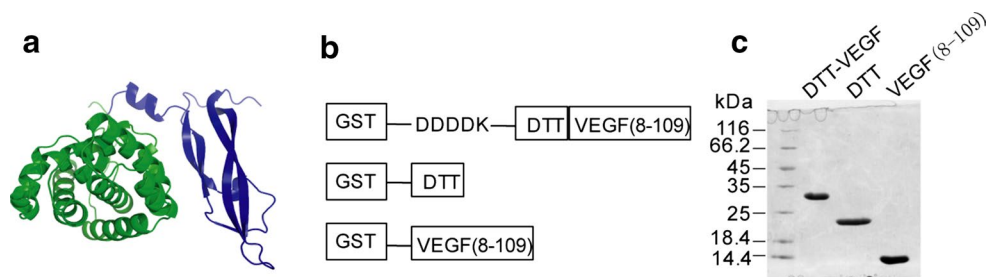 a
b
c
GST DDDDK DTT VEGF(8-109)
GST DTT
GST VEGF(8-109)
DTT-VEGF
DTT
VEGF(8-109)
kDa
116
66.2
45
35
25
18.4
14.4